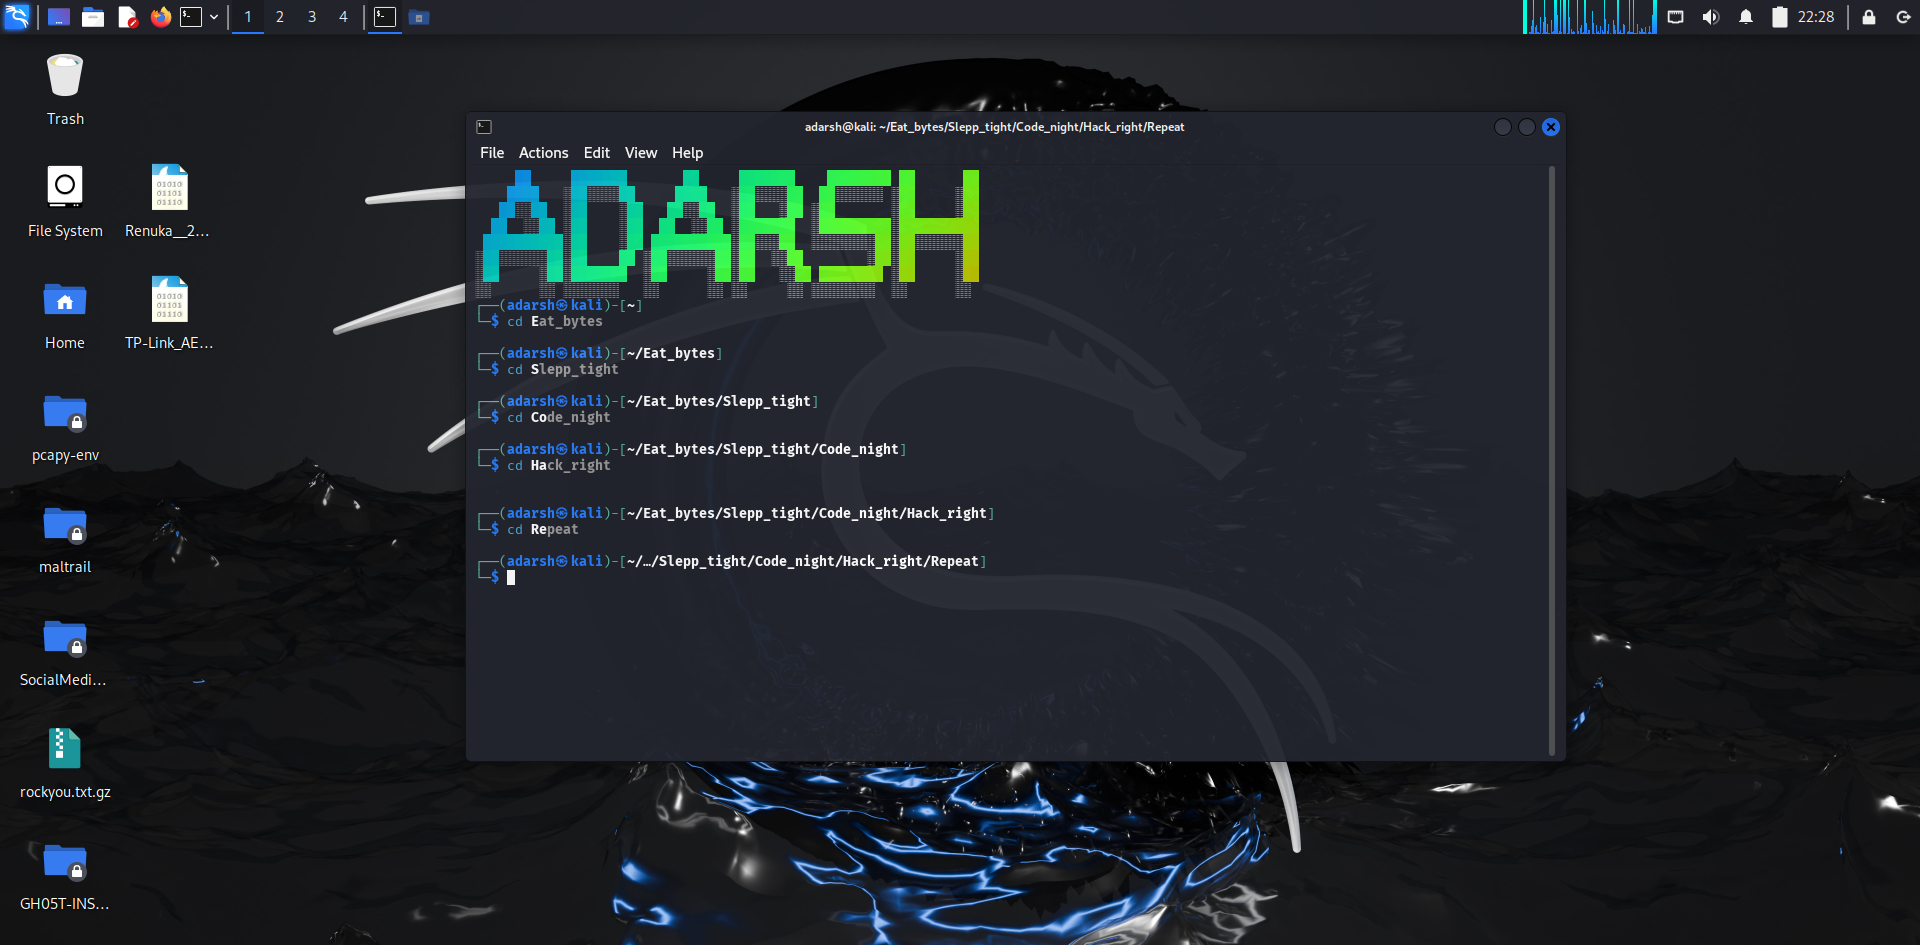 1 2 3 4
22:28
Trash
File System
Renuka__2...
Home
TP-Link_AE...
pcapy-env
maltrail
SocialMedi...
rockyou.txt.gz
GH05T-INS...
adarsh@kali: ~/Eat_bytes/Slepp_tight/Code_night/Hack_right/Repeat
File Actions Edit View Help
ADARSH
┌──(adarsh㉿kali)-[~]
└─$ cd Eat_bytes
┌──(adarsh㉿kali)-[~/Eat_bytes]
└─$ cd Slepp_tight
┌──(adarsh㉿kali)-[~/Eat_bytes/Slepp_tight]
└─$ cd Code_night
┌──(adarsh㉿kali)-[~/Eat_bytes/Slepp_tight/Code_night]
└─$ cd Hack_right
┌──(adarsh㉿kali)-[~/Eat_bytes/Slepp_tight/Code_night/Hack_right]
└─$ cd Repeat
┌──(adarsh㉿kali)-[~/…/Slepp_tight/Code_night/Hack_right/Repeat]
└─$